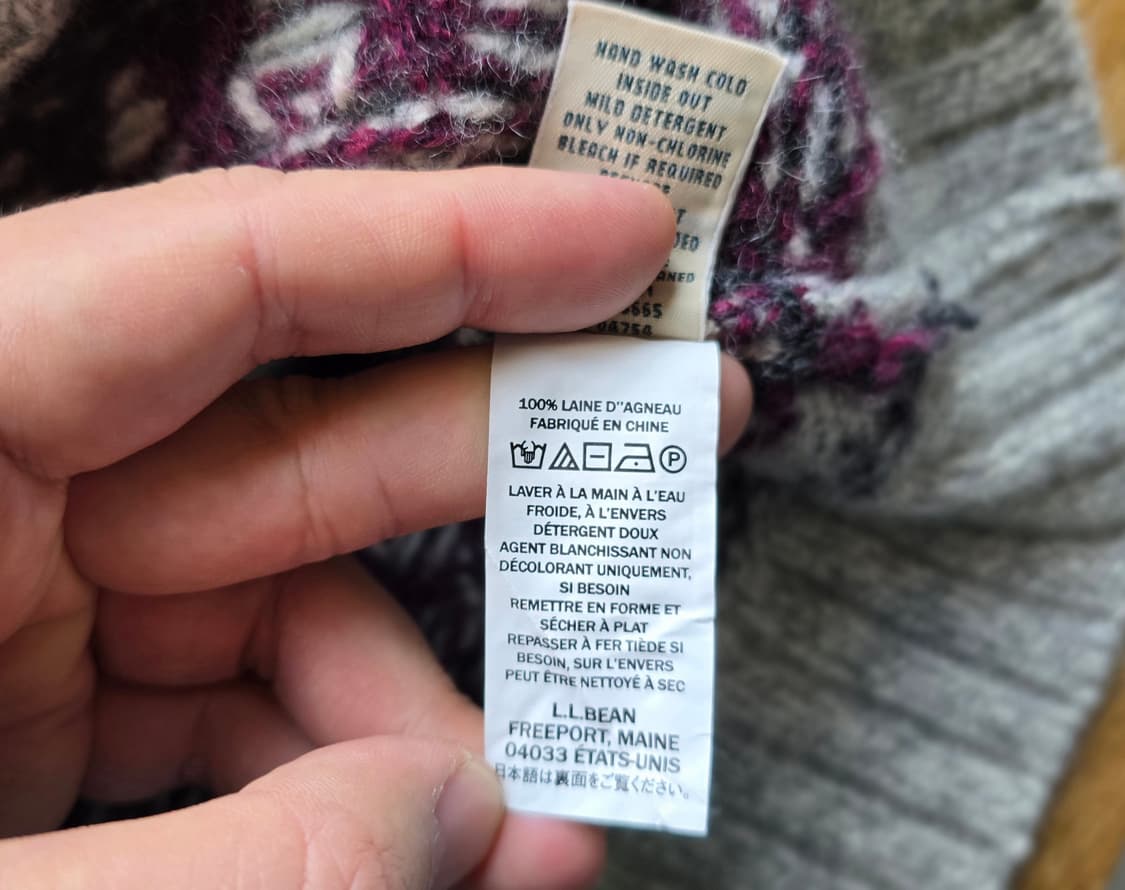 HAND WASH COLD
INSIDE OUT
MILD DETERGENT
ONLY NON-CHLORINE
BLEACH IF REQUIRED
100% LAINE D''AGNEAU
FABRIQUÉ EN CHINE
P
LAVER À LA MAIN À L'EAU
FROIDE, À L'ENVERS
DÉTERGENT DOUX
AGENT BLANCHISSANT NON
DÉCOLORANT UNIQUEMENT,
SI BESOIN
REMETTRE EN FORME ET
SÉCHER À PLAT
REPASSER À FER TIÈDE SI
BESOIN, SUR L'ENVERS
PEUT ÊTRE NETTOYÉ À SEC
L.L.BEAN
FREEPORT, MAINE
04033 ÉTATS-UNIS
日本語は裏面をご覧ください。